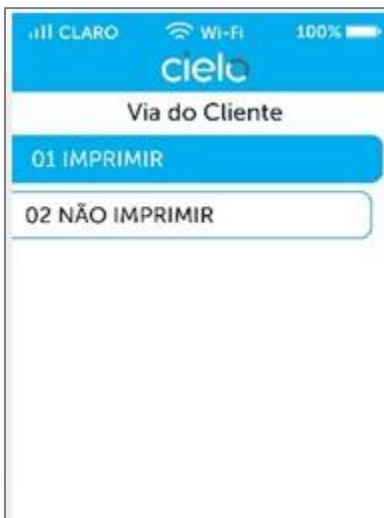 CLARO Wi-Fi 100%
cielo
Via do Cliente
01 IMPRIMIR
02 NÃO IMPRIMIR